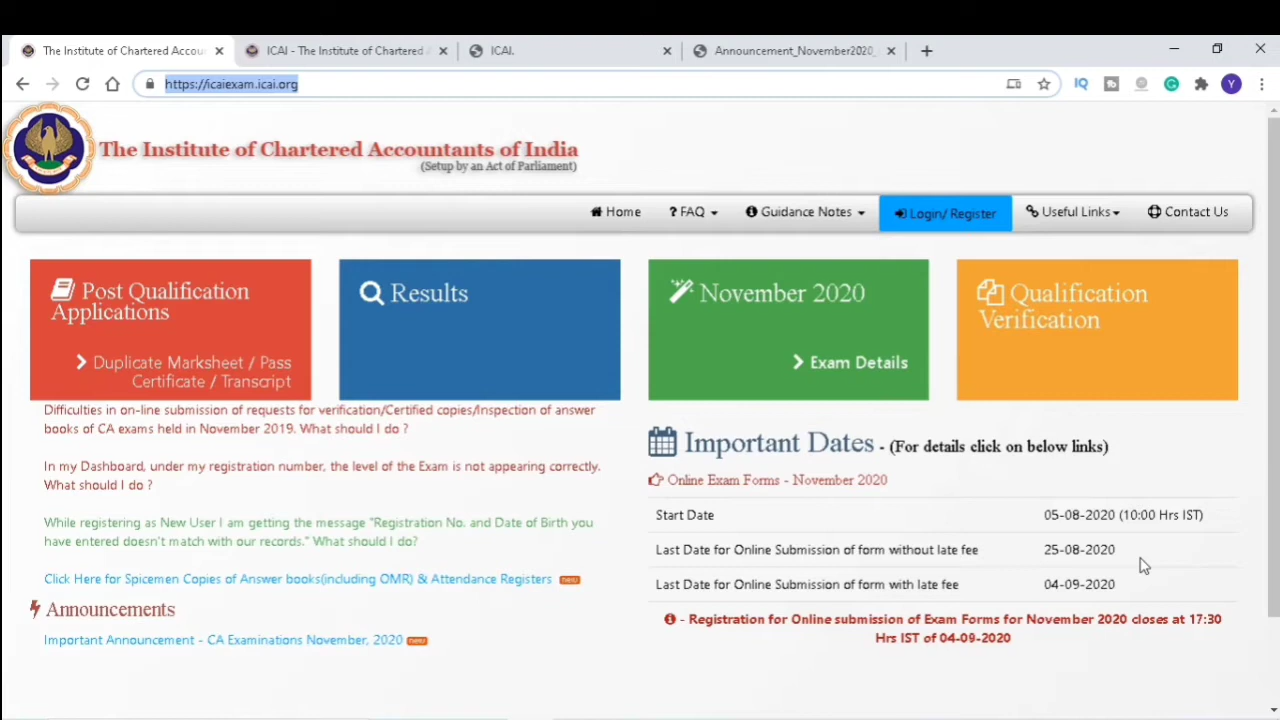 The Institute of Chartered Accou
ICAI - The Institute of Chartered A
ICAI.
Announcement_November2020_
https://icaiexam.icai.org
IQ
Y
The Institute of Chartered Accountants of India
(Setup by an Act of Parliament)
Home
? FAQ
Guidance Notes
Login/ Register
Useful Links
Contact Us
Post Qualification
Applications
Duplicate Marksheet / Pass
Certificate / Transcript
Results
November 2020
Exam Details
Qualification
Verification
Difficulties in on-line submission of requests for verification/Certified copies/Inspection of answer
books of CA exams held in November 2019. What should I do ?
In my Dashboard, under my registration number, the level of the Exam is not appearing correctly.
What should I do ?
While registering as New User I am getting the message "Registration No. and Date of Birth you
have entered doesn't match with our records." What should I do?
Click Here for Spicemen Copies of Answer books(including OMR) & Attendance Registers new
Announcements
Important Announcement - CA Examinations November, 2020 new
Important Dates - (For details click on below links)
Online Exam Forms - November 2020
Start Date 05-08-2020 (10:00 Hrs IST)
Last Date for Online Submission of form without late fee 25-08-2020
Last Date for Online Submission of form with late fee 04-09-2020
- Registration for Online submission of Exam Forms for November 2020 closes at 17:30
Hrs IST of 04-09-2020